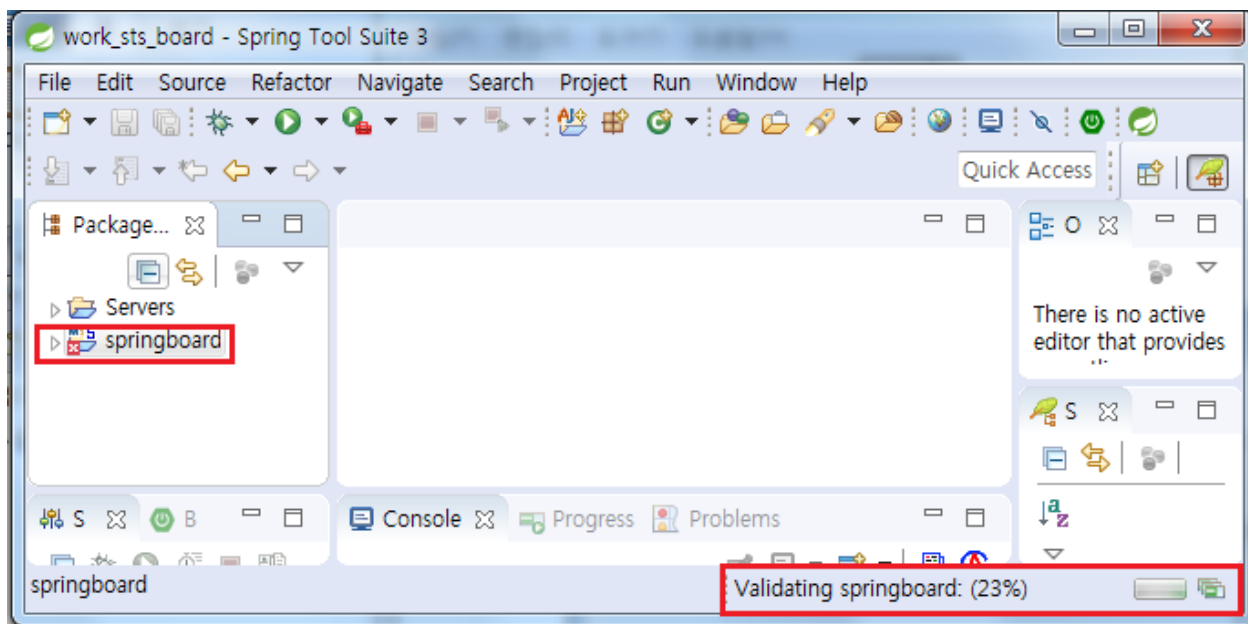 work_sts_board - Spring Tool Suite 3
File Edit Source Refactor Navigate Search Project Run Window Help
Quick Access
Package...
O
Servers
springboard
There is no active
editor that provides
S
S
B
Console
Progress
Problems
a
z
springboard
Validating springboard: (23%)